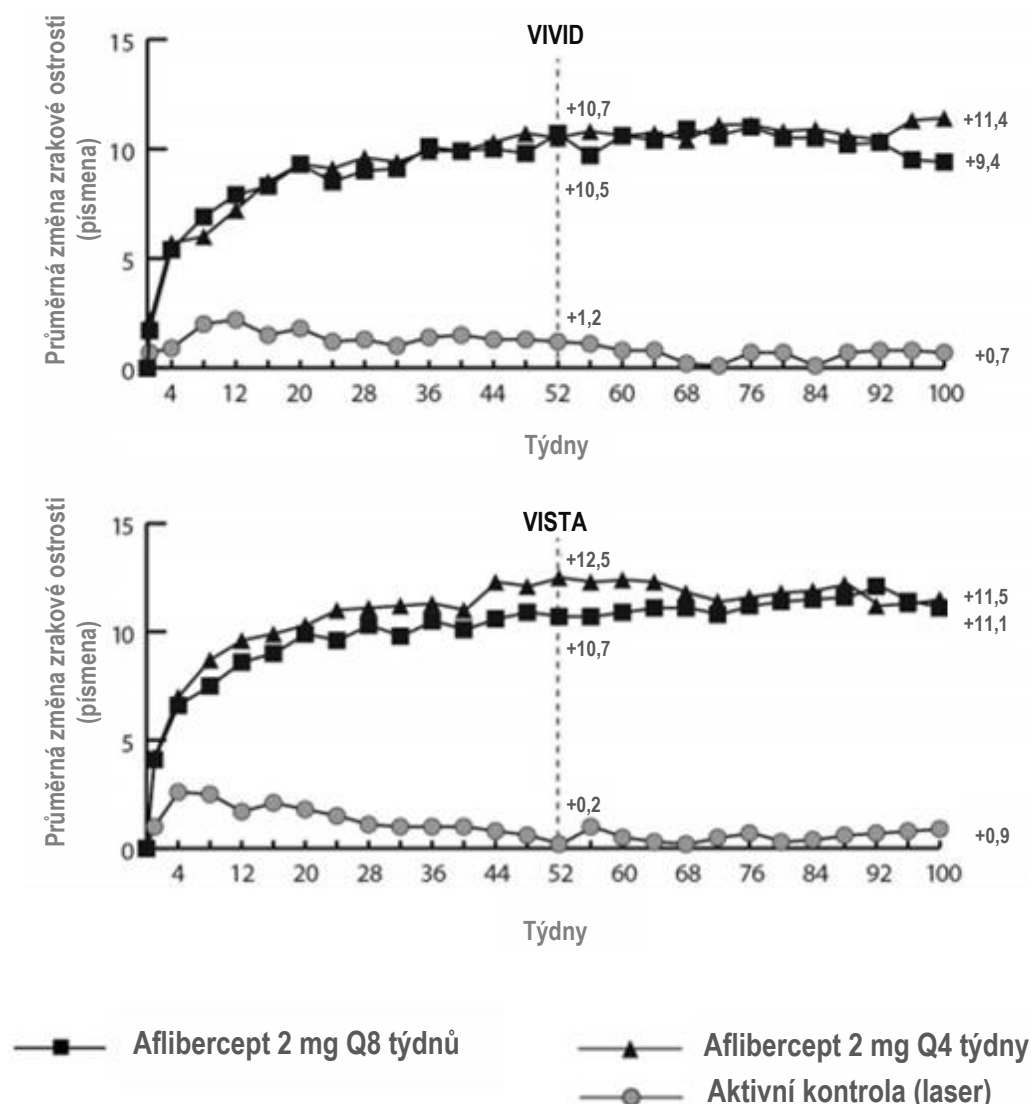 VIVID
Průměrná změna zrakové ostrosti
(písmena)
15
10
5
0
+10,7
+10,5
+1,2
+11,4
+9,4
+0,7
4 12 20 28 36 44 52 60 68 76 84 92 100
Týdny
VISTA
Průměrná změna zrakové ostrosti
(písmena)
15
10
5
0
+12,5
+10,7
+0,2
+11,5
+11,1
+0,9
4 12 20 28 36 44 52 60 68 76 84 92 100
Týdny
Aflibercept 2 mg Q8 týdnů
Aflibercept 2 mg Q4 týdny
Aktivní kontrola (laser)